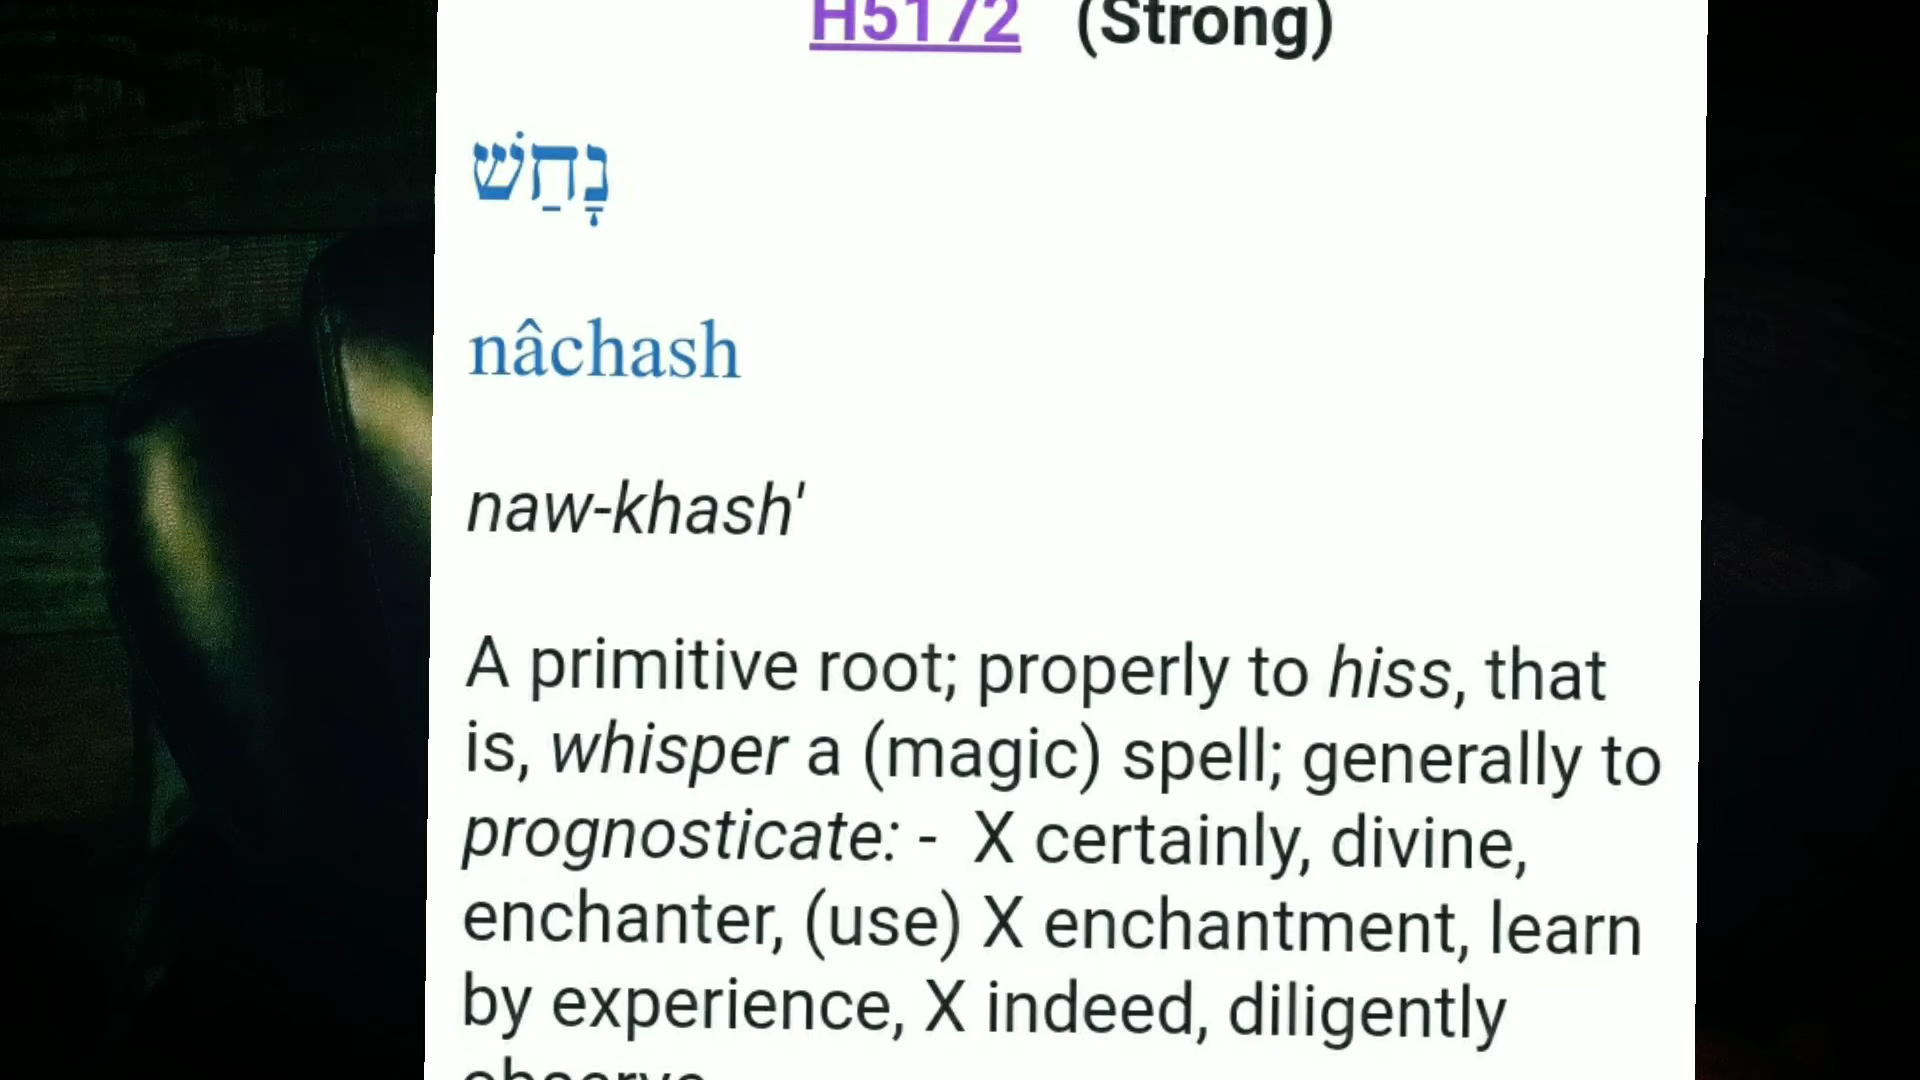 H5172 (Strong)
נָחַשׁ
nâchash
naw-khash'
A primitive root; properly to hiss, that
is, whisper a (magic) spell; generally to
prognosticate: - X certainly, divine,
enchanter, (use) X enchantment, learn
by experience, X indeed, diligently
observe